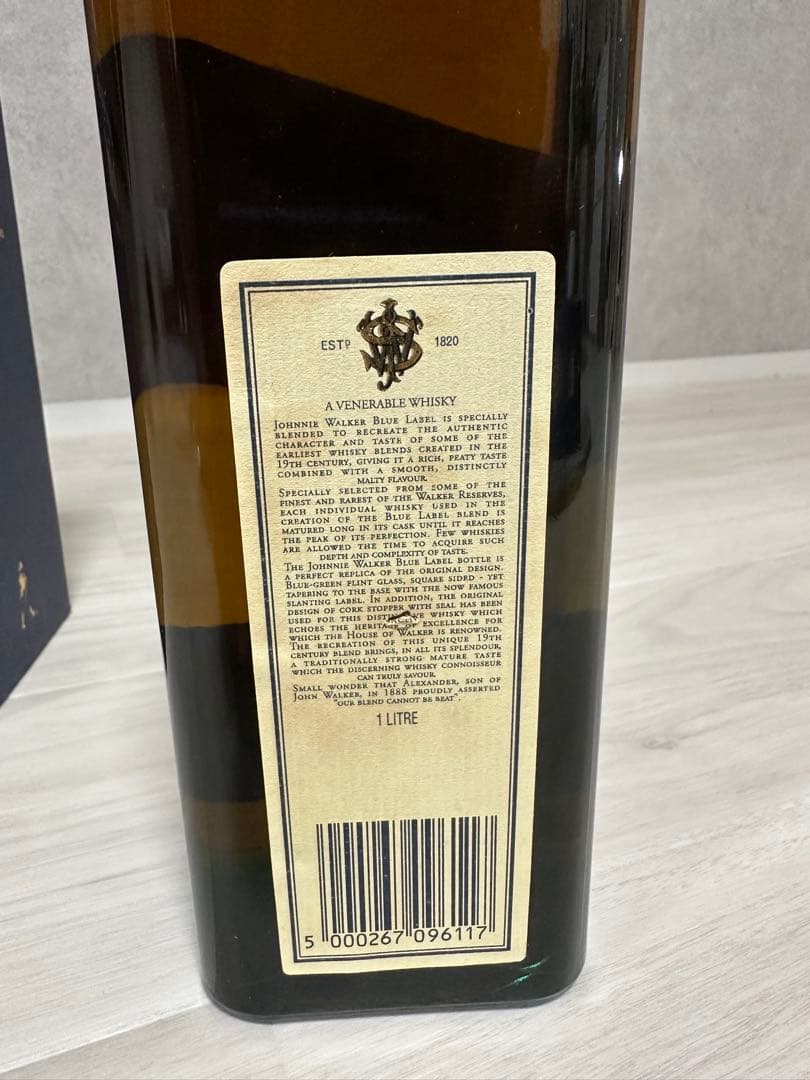 ESTD 1820
A VENERABLE WHISKY
JOHNNIE WALKER BLUE LABEL IS SPECIALLY
BLENDED TO RECREATE THE AUTHENTIC
CHARACTER AND TASTE OF SOME OF THE
EARLIEST WHISKY BLENDS CREATED IN THE
19TH CENTURY, GIVING IT A RICH, PEATY TASTE
COMBINED WITH A SMOOTH, DISTINCTLY
MALTY FLAVOUR.
SPECIALLY SELECTED FROM SOME OF THE
FINEST AND RAREST OF THE WALKER RESERVES,
EACH INDIVIDUAL WHISKY USED IN THE
CREATION OF THE BLUE LABEL BLEND IS
MATURED LONG IN ITS CASK UNTIL IT REACHES
THE PEAK OF ITS PERFECTION. FEW WHISKIES
ARE ALLOWED THE TIME TO ACQUIRE SUCH
DEPTH AND COMPLEXITY OF TASTE.
THE JOHNNIE WALKER BLUE LABEL BOTTLE IS
A PERFECT REPLICA OF THE ORIGINAL DESIGN.
BLUE-GREEN FLINT GLASS, SQUARE SIDED - YET
TAPERING TO THE BASE WITH THE NOW FAMOUS
SLANTING LABEL. IN ADDITION, THE ORIGINAL
DESIGN OF CORK STOPPER WITH SEAL HAS BEEN
USED FOR THIS WHISKY WHICH
ECHOES THE OF EXCELLENCE FOR
WHICH THE HOUSE OF WALKER IS RENOWNED.
THE RECREATION OF THIS UNIQUE 19TH
CENTURY BLEND BRINGS, IN ALL ITS SPLENDOUR,
A TRADITIONALLY STRONG MATURE TASTE
WHICH THE DISCERNING WHISKY CONNOISSEUR
CAN TRULY SAVOUR.
SMALL WONDER THAT ALEXANDER, SON OF
JOHN WALKER, IN 1888 PROUDLY ASSERTED
"OUR BLEND CANNOT BE BEAT".
1 LITRE
5 000267 096117